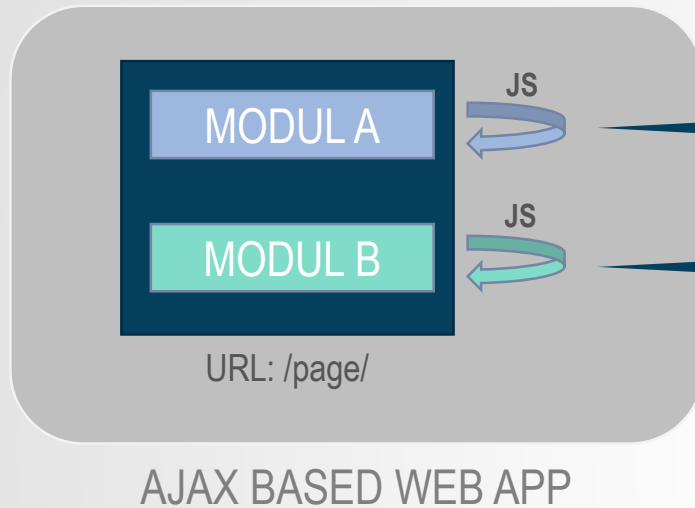 JS
MODUL A
JS
MODUL B
URL: /page/
AJAX BASED WEB APP